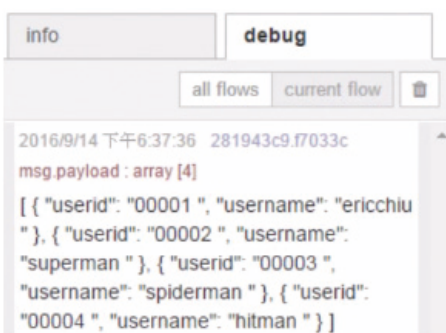 info debug
all flows current flow
2016/9/14 下午6:37:36 281943c9.f7033c
msg.payload : array [4]
[ { "userid": "00001 ", "username": "ericchiu
" }, { "userid": "00002 ", "username":
"superman " }, { "userid": "00003 ",
"username": "spiderman " }, { "userid":
"00004 ", "username": "hitman " } ]